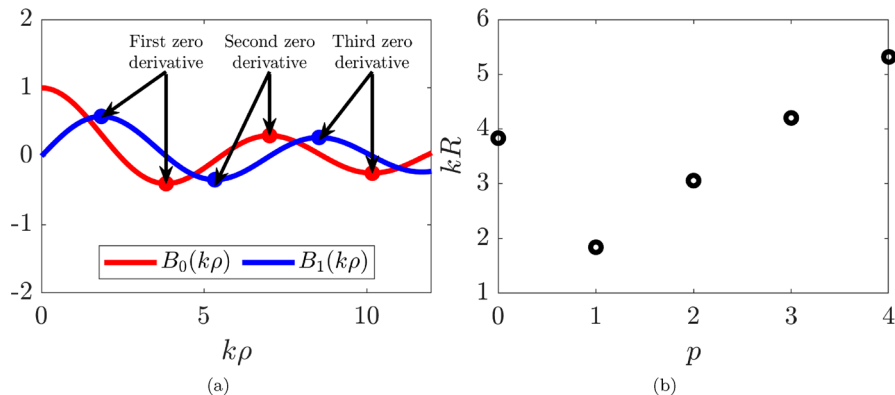 First zero
derivative
Second zero
derivative
Third zero
derivative
2
1
0
-1
-2
B₀(kρ)
B₁(kρ)
0
5
10
kρ
(a)
6
5
4
3
2
1
kR
0
1
2
3
4
p
(b)